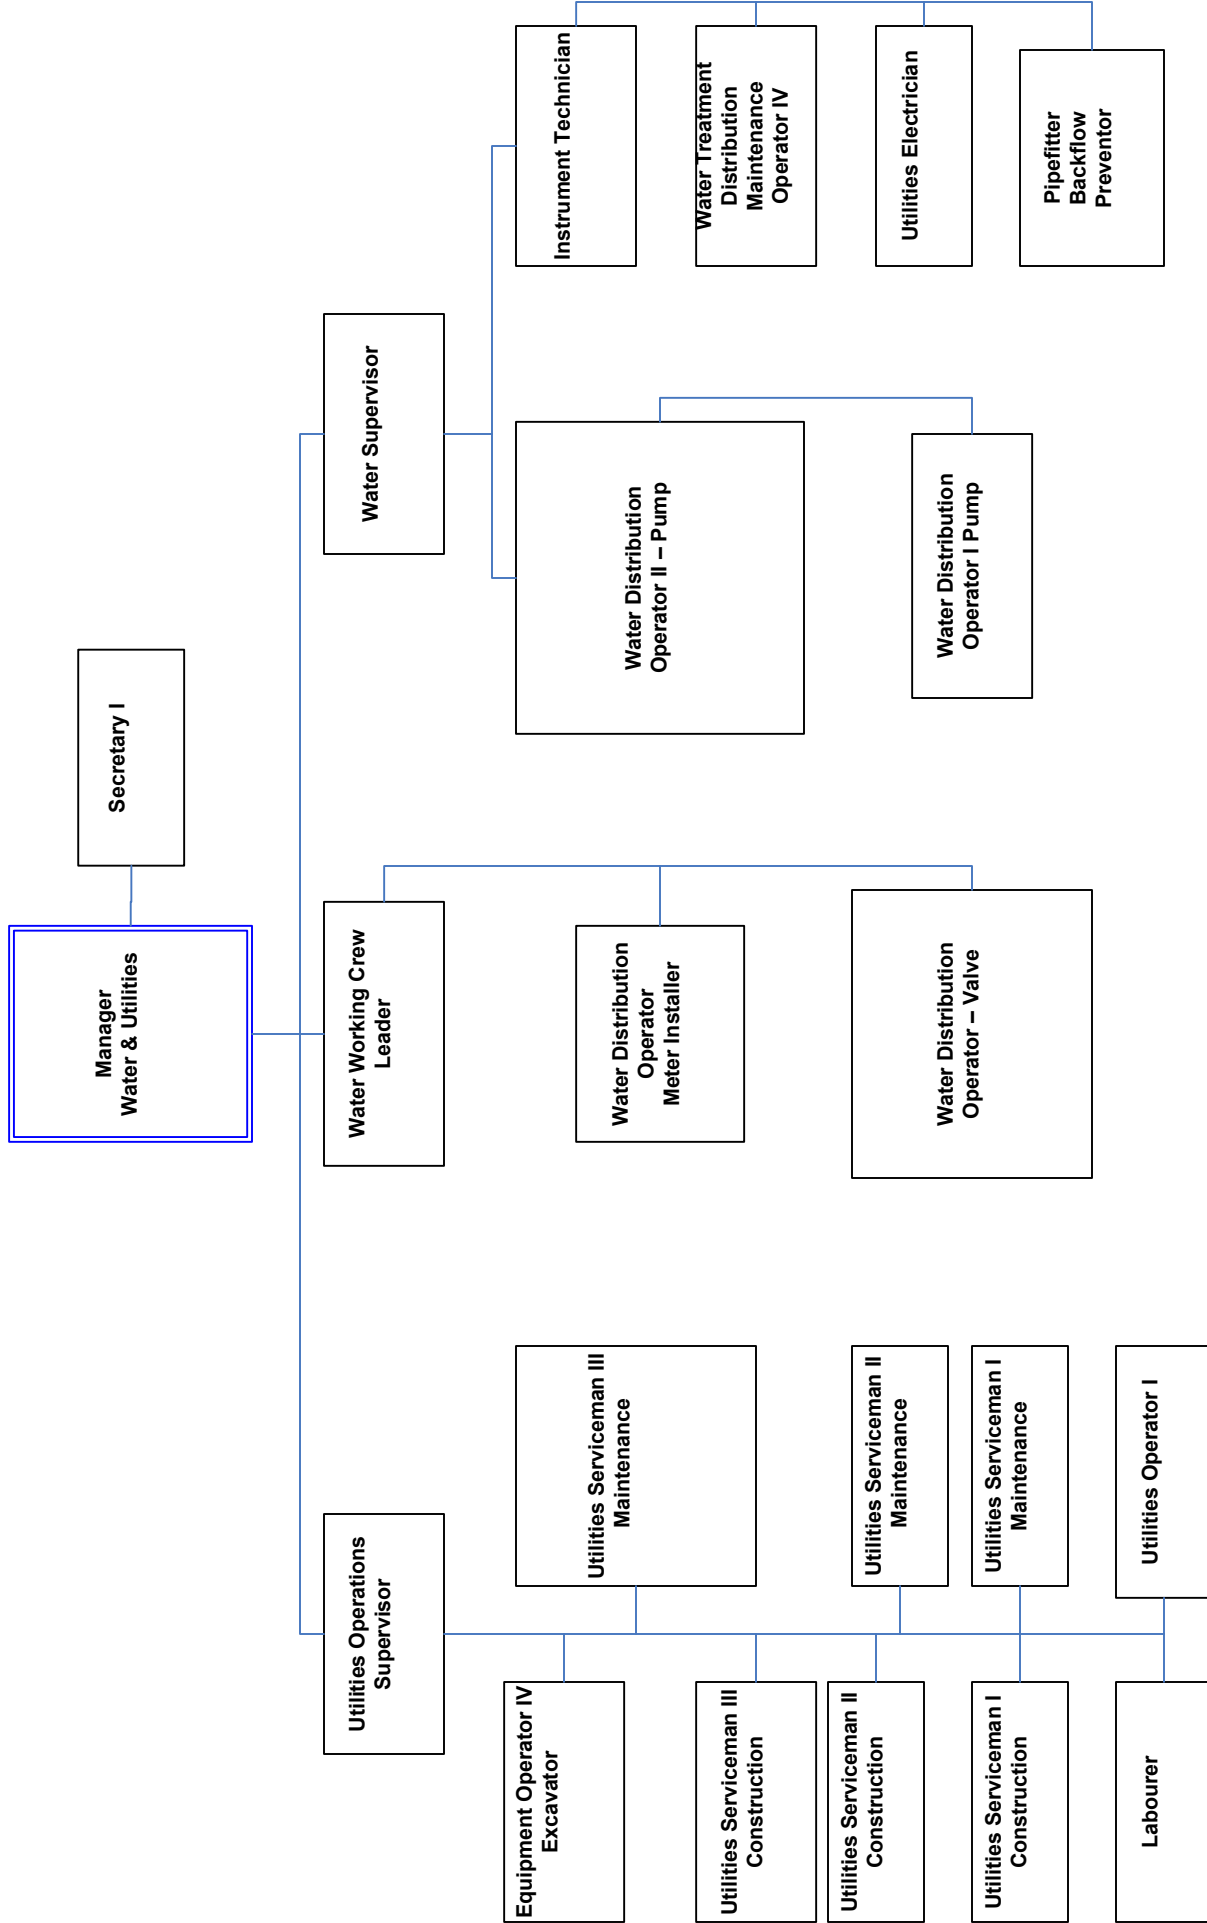 Manager
Water & Utilities
Secretary I
Utilities Operations
Supervisor
Water Working Crew
Leader
Water Supervisor
Equipment Operator IV
Excavator
Utilities Serviceman III
Maintenance
Utilities Serviceman III
Construction
Utilities Serviceman II
Construction
Utilities Serviceman II
Maintenance
Utilities Serviceman I
Construction
Utilities Serviceman I
Maintenance
Labourer
Utilities Operator I
Water Distribution
Operator
Meter Installer
Water Distribution
Operator – Valve
Water Distribution
Operator II – Pump
Water Distribution
Operator I Pump
Instrument Technician
Water Treatment
Distribution
Maintenance
Operator IV
Utilities Electrician
Pipefitter
Backflow
Preventor